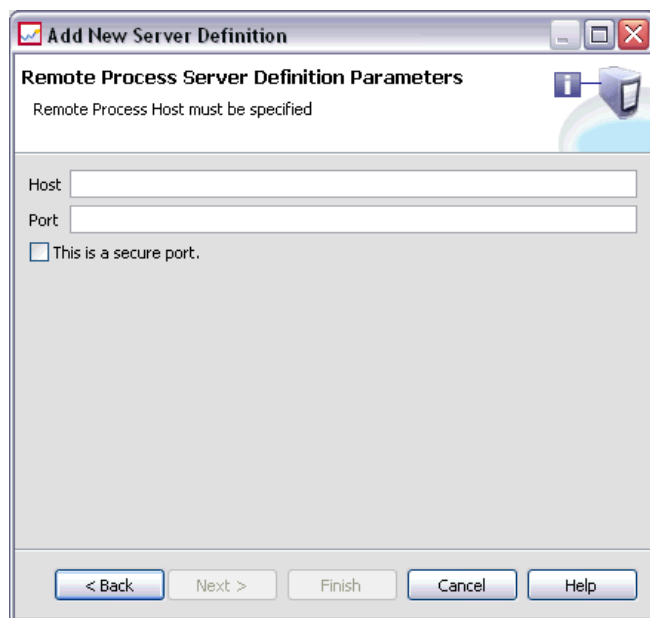 Add New Server Definition
Remote Process Server Definition Parameters
Remote Process Host must be specified
i
Host
Port
This is a secure port.
< Back Next > Finish Cancel Help